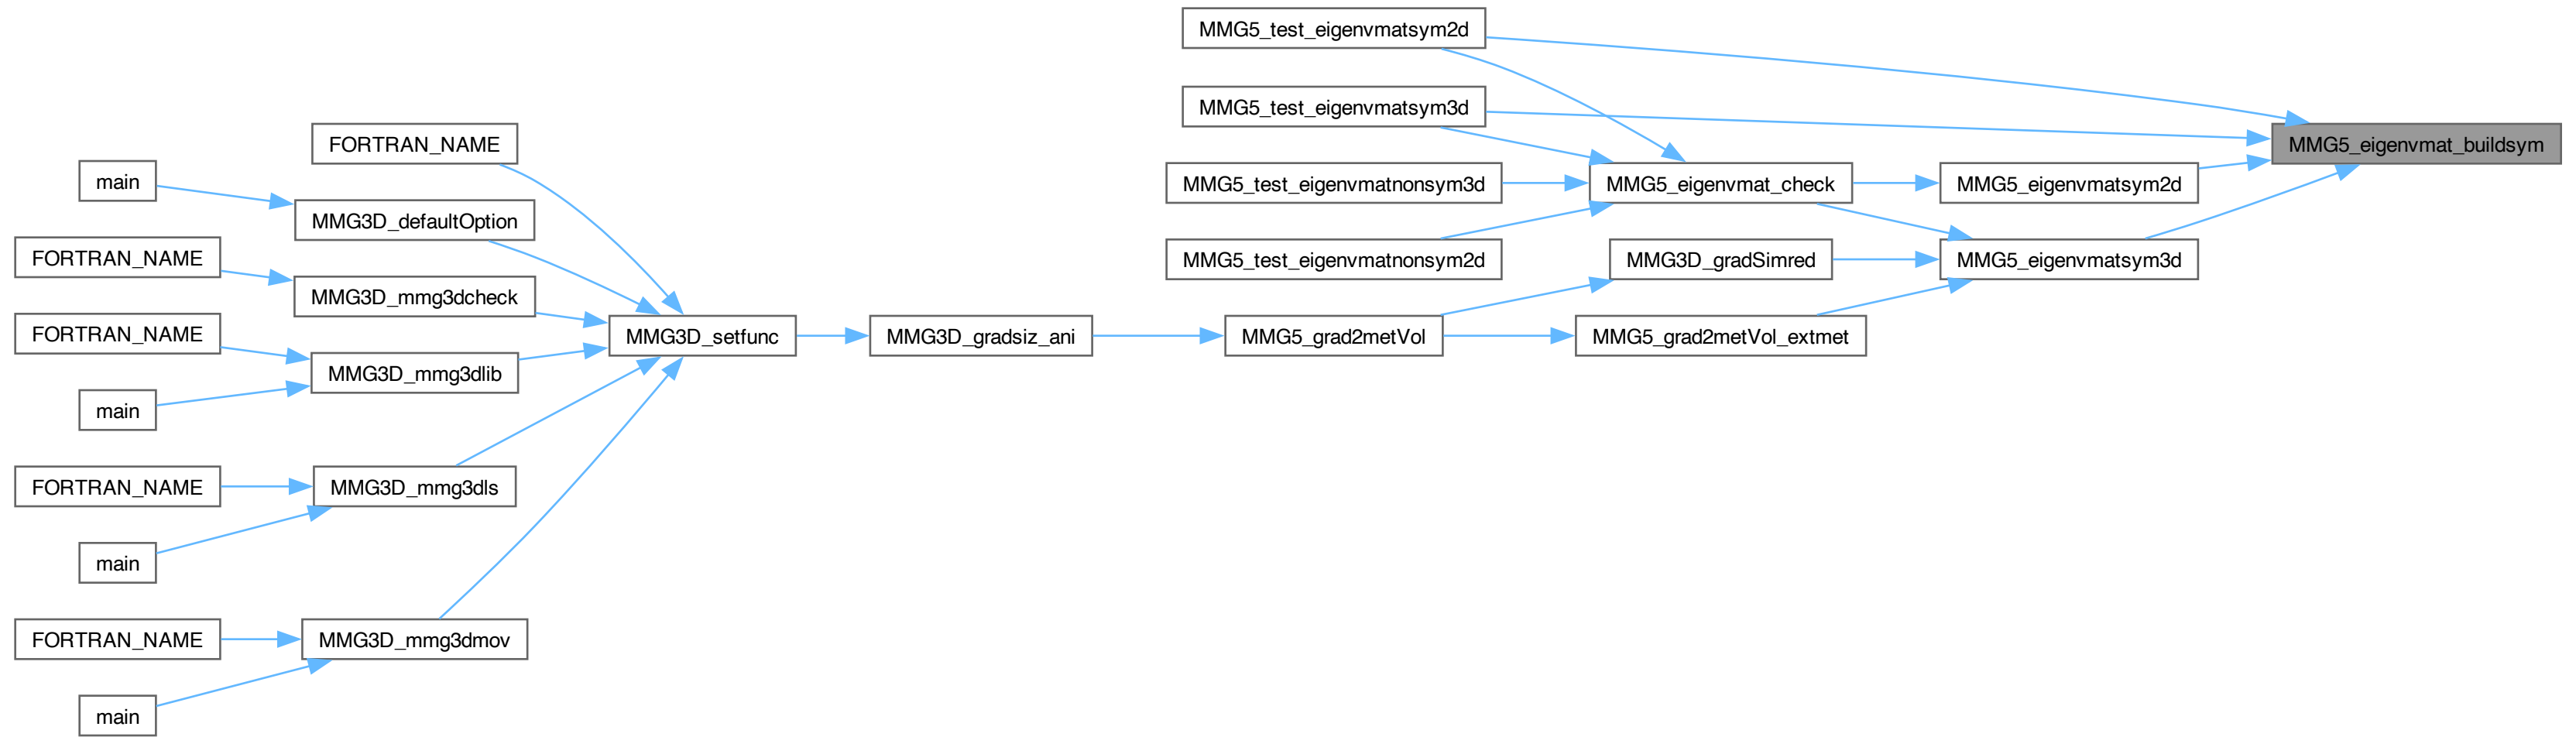 MMG5_test_eigenvmatsym2d
MMG5_test_eigenvmatsym3d
FORTRAN_NAME
MMG5_eigenvmat_buildsym
main
MMG5_test_eigenvmatnonsym3d
MMG5_eigenvmat_check
MMG5_eigenvmatsym2d
MMG3D_defaultOption
FORTRAN_NAME
MMG5_test_eigenvmatnonsym2d
MMG3D_gradSimred
MMG5_eigenvmatsym3d
MMG3D_mmg3dcheck
FORTRAN_NAME
MMG3D_setfunc
MMG3D_gradsiz_ani
MMG5_grad2metVol
MMG5_grad2metVol_extmet
MMG3D_mmg3dlib
main
FORTRAN_NAME
MMG3D_mmg3dls
main
FORTRAN_NAME
MMG3D_mmg3dmov
main